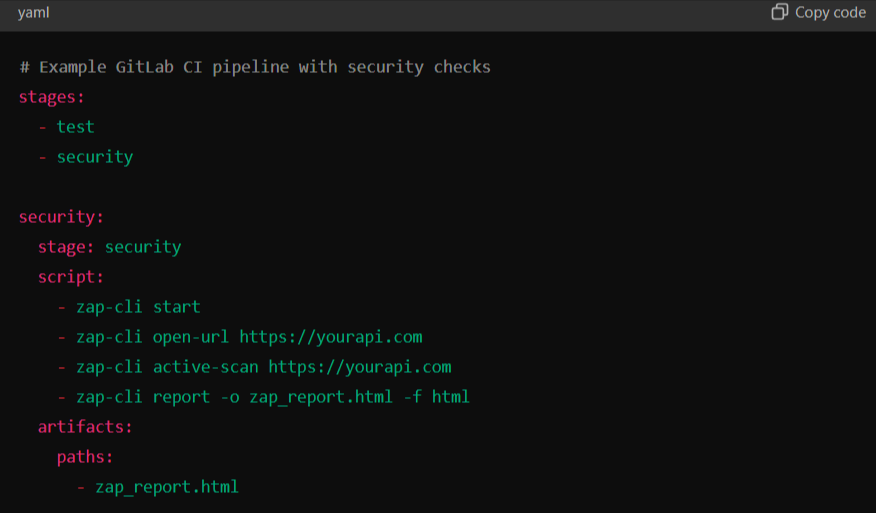 yaml
Copy code
# Example GitLab CI pipeline with security checks
stages:
  - test
  - security

security:
  stage: security
  script:
    - zap-cli start
    - zap-cli open-url https://yourapi.com
    - zap-cli active-scan https://yourapi.com
    - zap-cli report -o zap_report.html -f html
  artifacts:
    paths:
      - zap_report.html